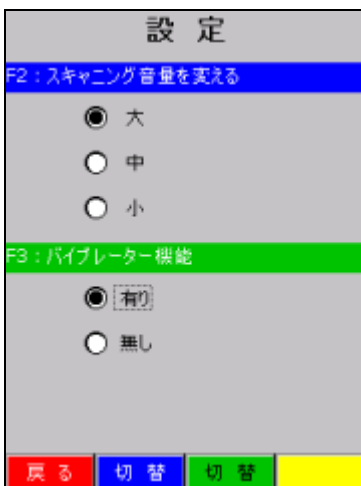 設 定
F2：スキャニング音量を変える
大
中
小
F3：バイブレーター機能
有り
無し
戻る 切替 切替